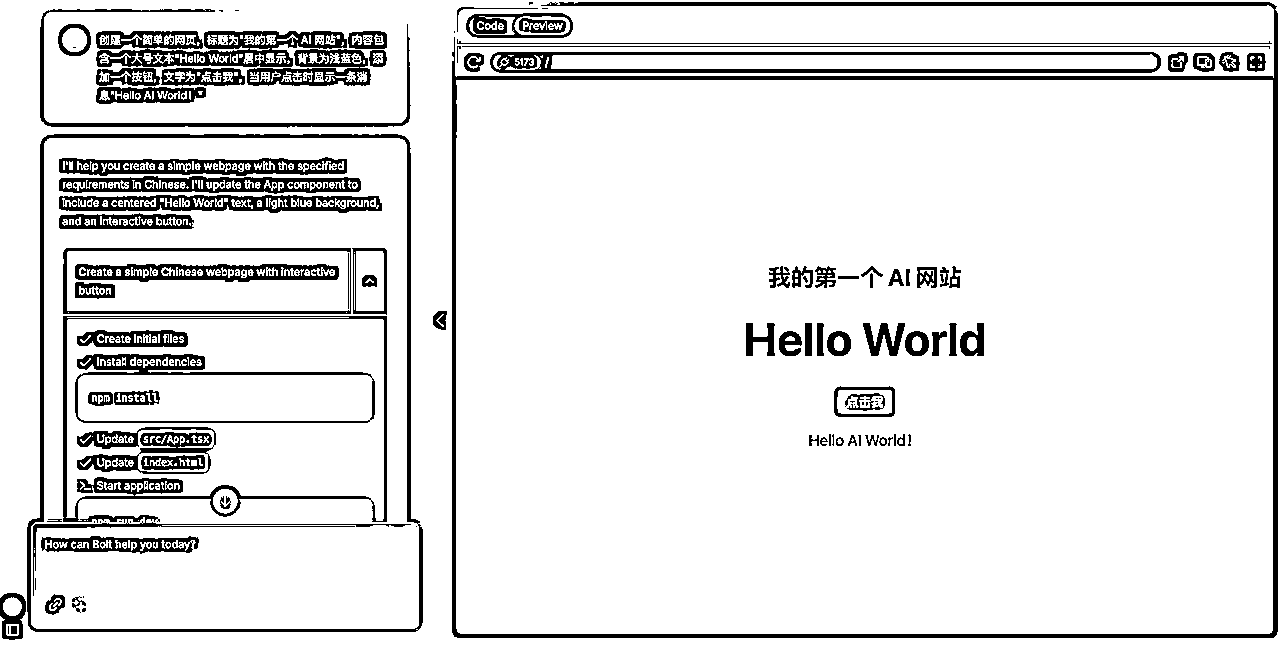 创建一个简单的网页，标题为"我的第一个 AI 网站"，内容包
含一个大号文本"Hello World"居中显示，背景为浅蓝色，添
加一个按钮，文字为"点击我"，当用户点击时显示一条消
息"Hello AI World！"
I'll help you create a simple webpage with the specified
requirements in Chinese. I'll update the App component to
include a centered "Hello World" text, a light blue background,
and an interactive button.
Create a simple Chinese webpage with interactive
button
Create initial files
Install dependencies
npm install
Update src/App.tsx
Update index.html
Start application
npm run dev
How can Bolt help you today?
Code Preview
5173 /
我的第一个 AI 网站
Hello World
点击我
Hello AI World！